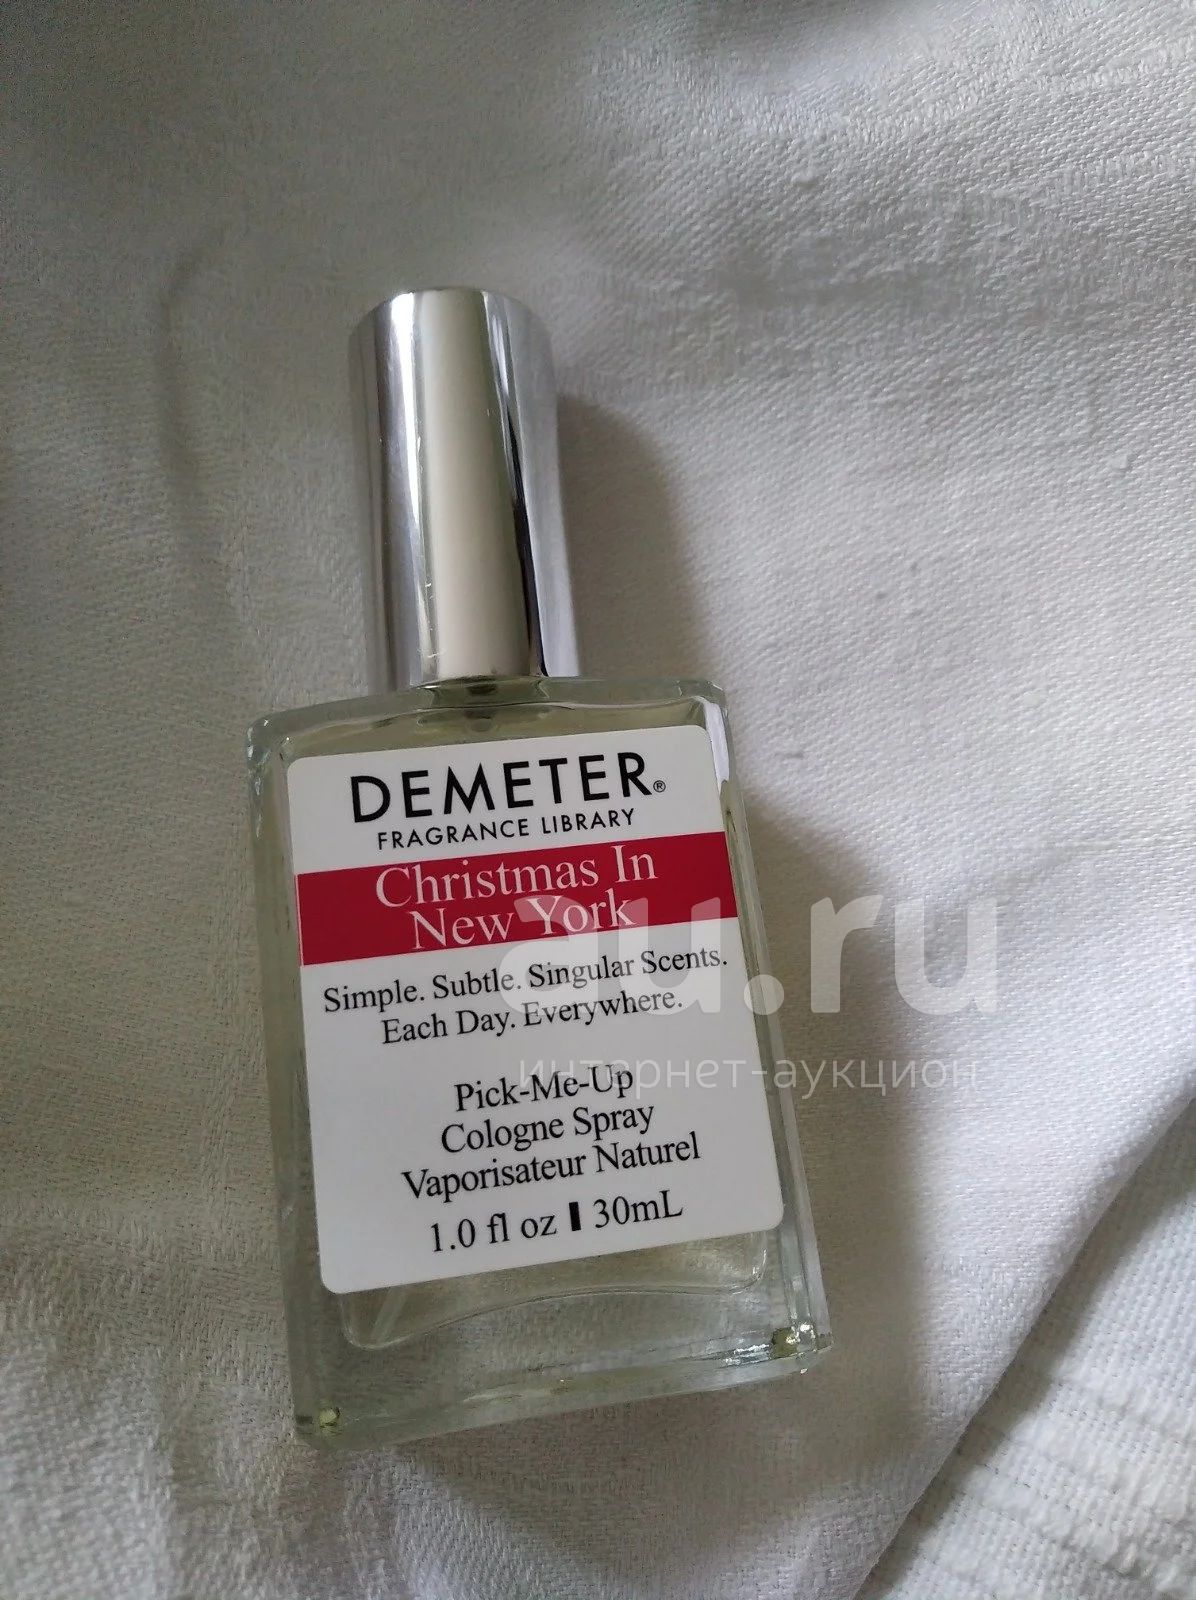 DEMETER®
FRAGRANCE LIBRARY
Christmas In
New York
Simple. Subtle. Singular Scents.
Each Day. Everywhere.
Pick-Me-Up
Cologne Spray
Vaporisateur Naturel
1.0 fl oz ▮ 30mL
au.ru
интернет-аукцион